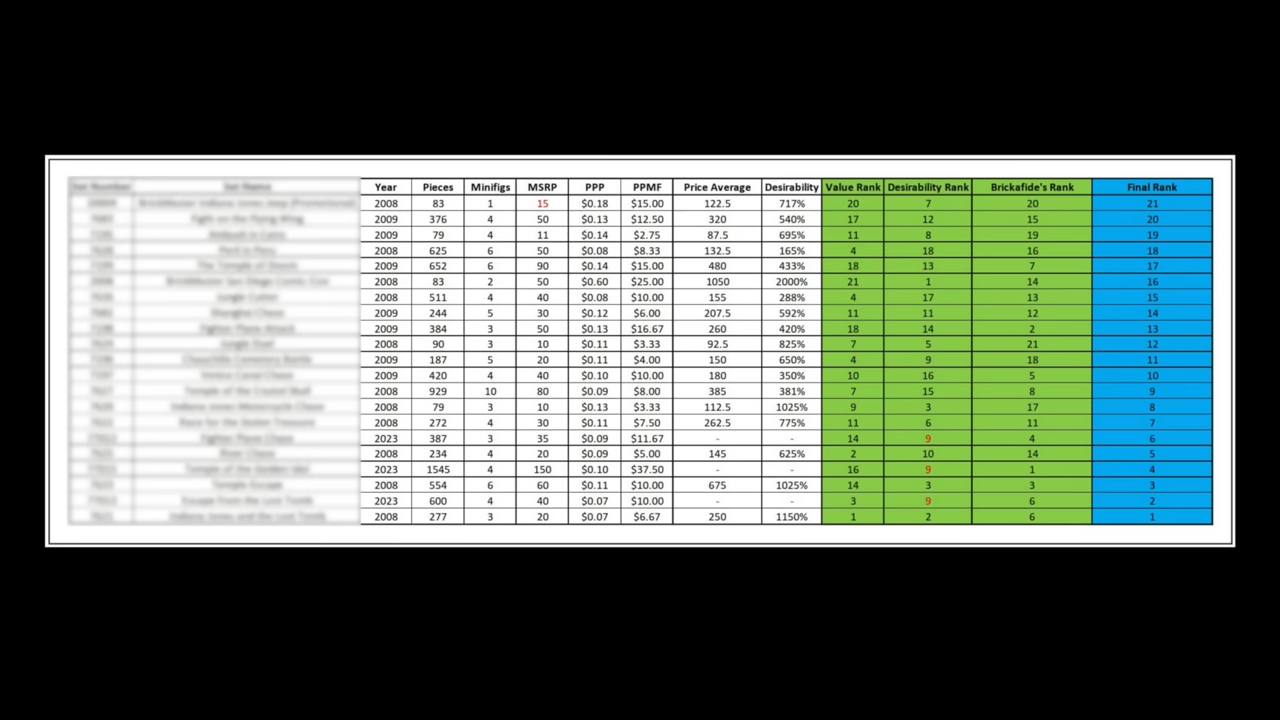 Year Pieces Minifigs MSRP PPP PPMF Price Average Desirability Value Rank Desirability Rank Brickafide's Rank Final Rank
2008 83 1 15 $0.18 $15.00 122.5 717% 20 7 20 21
2009 376 4 50 $0.13 $12.50 320 540% 17 12 15 20
2009 79 4 11 $0.14 $2.75 87.5 695% 11 8 19 19
2008 625 6 50 $0.08 $8.33 132.5 165% 4 18 16 18
2009 652 6 90 $0.14 $15.00 480 433% 18 13 7 17
2008 83 2 50 $0.60 $25.00 1050 2000% 21 1 14 16
2008 511 4 40 $0.08 $10.00 155 288% 4 17 13 15
2009 244 5 30 $0.12 $6.00 207.5 592% 11 11 12 14
2009 384 3 50 $0.13 $16.67 260 420% 18 14 2 13
2008 90 3 10 $0.11 $3.33 92.5 825% 7 5 21 12
2009 187 5 20 $0.11 $4.00 150 650% 4 9 18 11
2009 420 4 40 $0.10 $10.00 180 350% 10 16 5 10
2008 929 10 80 $0.09 $8.00 385 381% 7 15 8 9
2008 79 3 10 $0.13 $3.33 112.5 1025% 9 3 17 8
2008 272 4 30 $0.11 $7.50 262.5 775% 11 6 11 7
2023 387 3 35 $0.09 $11.67 - - 14 9 4 6
2008 234 4 20 $0.09 $5.00 145 625% 2 10 14 5
2023 1545 4 150 $0.10 $37.50 - - 16 9 1 4
2008 554 6 60 $0.11 $10.00 675 1025% 14 3 3 3
2023 600 4 40 $0.07 $10.00 - - 3 9 6 2
2008 277 3 20 $0.07 $6.67 250 1150% 1 2 6 1